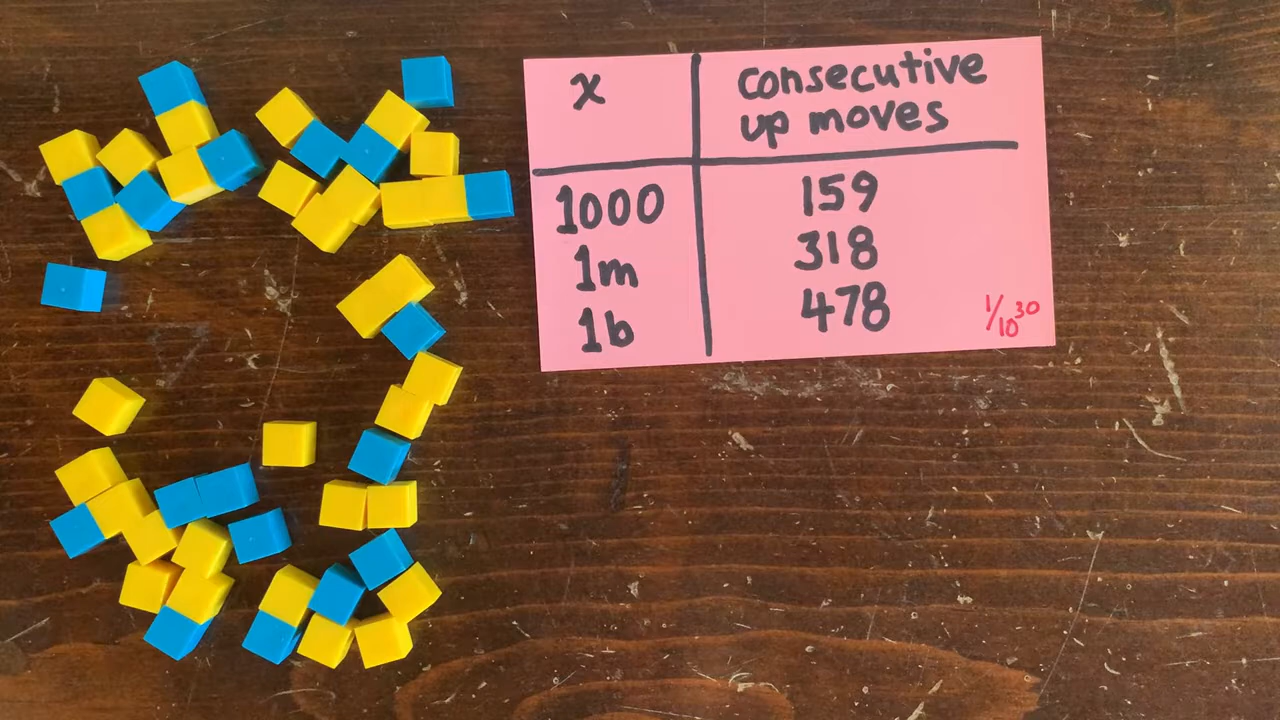 x consecutive
up moves
1000 159
1m 318
1b 478
1/10^30